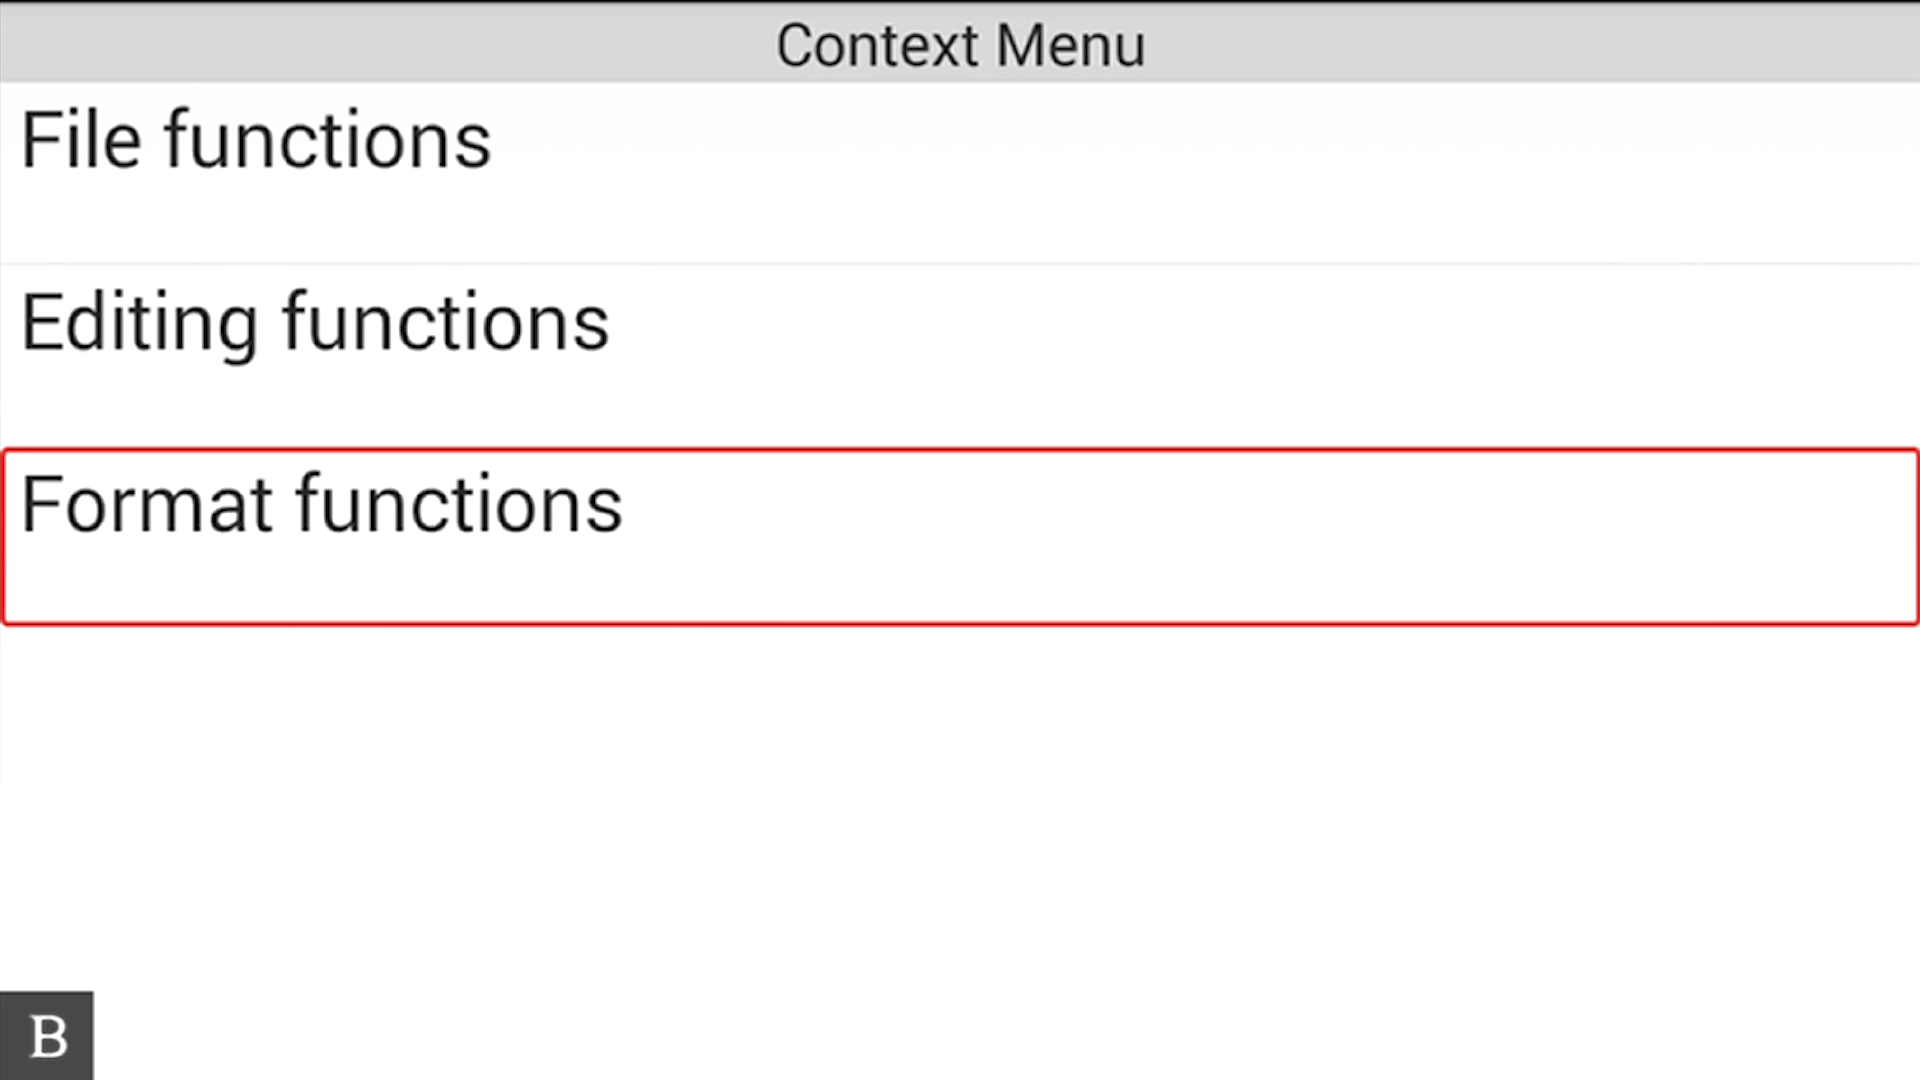 Context Menu
File functions
Editing functions
Format functions
B